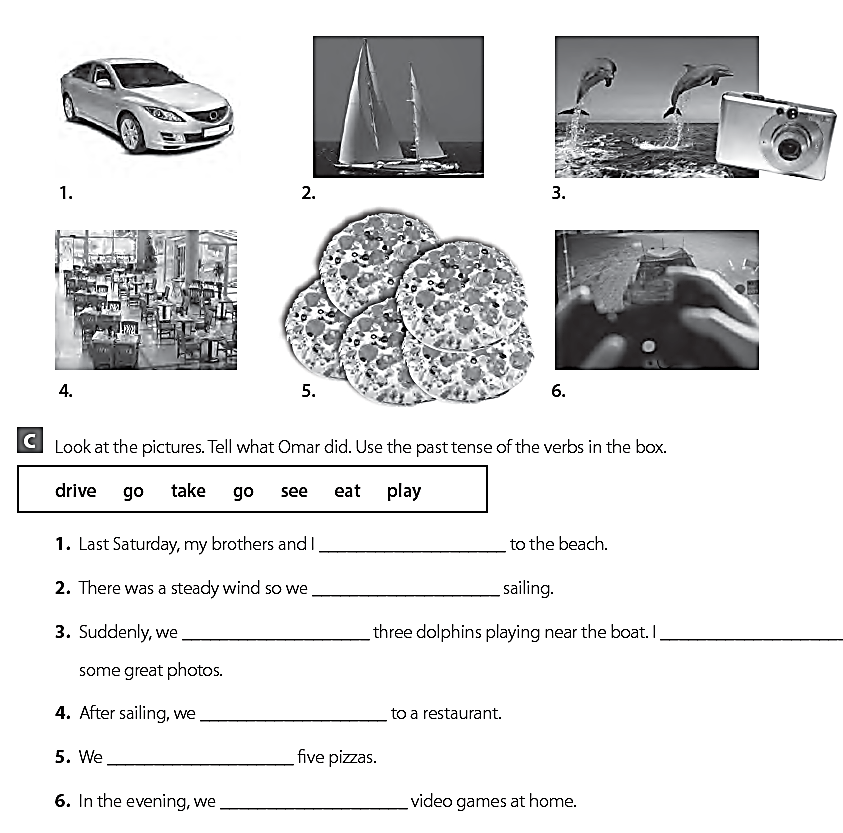 1. 2. 3.
4. 5. 6.
C Look at the pictures. Tell what Omar did. Use the past tense of the verbs in the box.
drive go take go see eat play
1. Last Saturday, my brothers and I ____________________ to the beach.
2. There was a steady wind so we ____________________ sailing.
3. Suddenly, we ____________________ three dolphins playing near the boat. I ____________________
some great photos.
4. After sailing, we ____________________ to a restaurant.
5. We ____________________ five pizzas.
6. In the evening, we ____________________ video games at home.